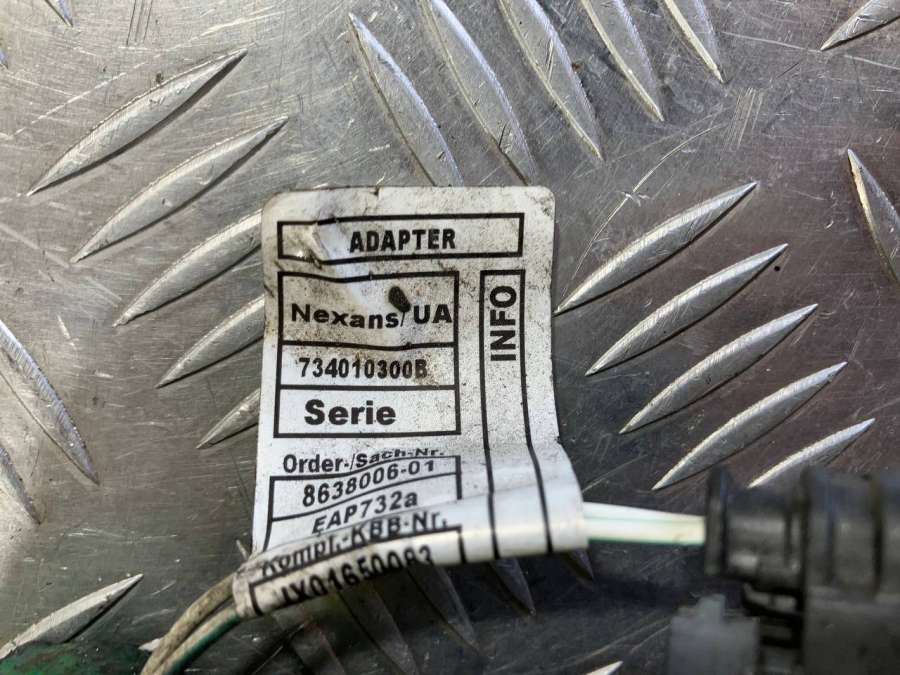 ADAPTER
Nexans/UA
734010300B
Serie
INFO
Order-/Sach-Nr.
8638006-01
EAP732a
Kompl.-KBB-Nr.